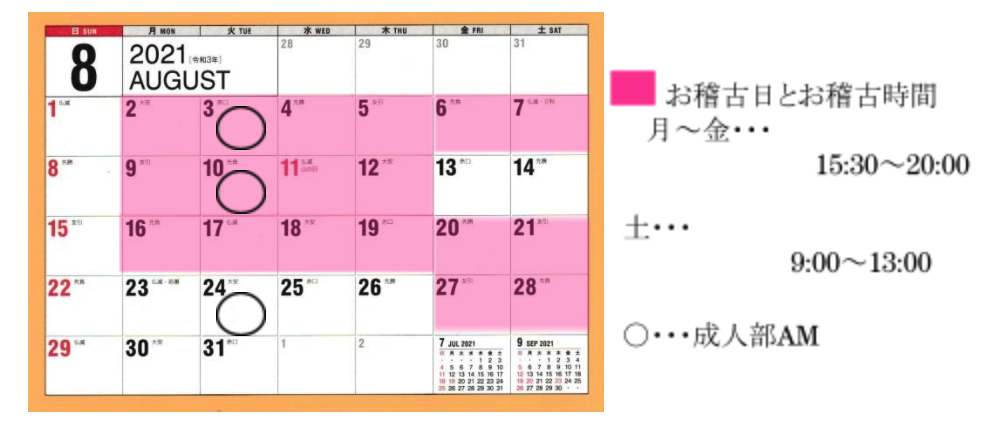 日 SUN 月 MON 火 TUE 水 WED 木 THU 金 FRI 土 SAT
8 2021 [令和3年] AUGUST 28 29 30 31
1 仏滅 2 大安 3 赤口 4 先勝 5 友引 6 先負 7 仏滅・立秋
8 先勝 9 友引 10 先負 11 仏滅 山の日 12 大安 13 赤口 14 先勝
15 友引 16 先負 17 仏滅 18 大安 19 赤口 20 先勝 21 友引
22 先負 23 仏滅・処暑 24 大安 25 赤口 26 先勝 27 友引 28 先負
29 仏滅 30 大安 31 赤口 1 2
7 JUL 2021
日 月 火 水 木 金 土
・ ・ ・ ・ 1 2 3
4 5 6 7 8 9 10
11 12 13 14 15 16 17
18 19 20 21 22 23 24
25 26 27 28 29 30 31
9 SEP 2021
日 月 火 水 木 金 土
・ ・ ・ 1 2 3 4
5 6 7 8 9 10 11
12 13 14 15 16 17 18
19 20 21 22 23 24 25
26 27 28 29 30 ・ ・
お稽古日とお稽古時間
月～金・・・
15:30～20:00
土・・・
9:00～13:00
○・・・成人部AM